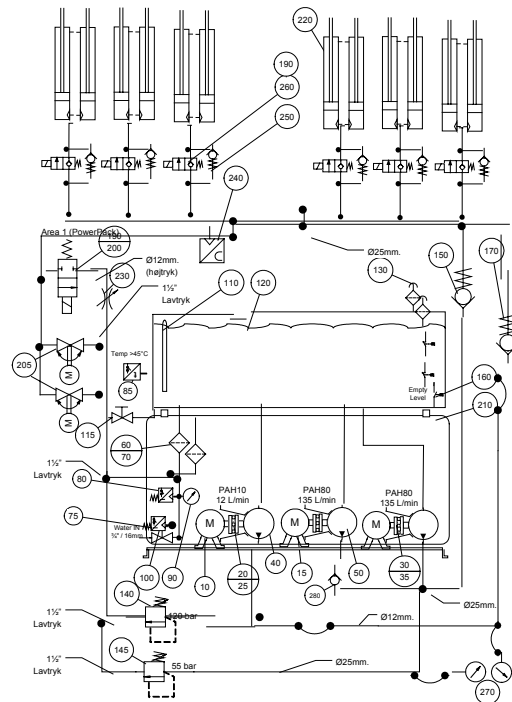 220
190
260
250
240
Area 1 (PowerPack)
190
200
Ø12mm.
(højtryk)
230
1½"
Lavtryk
Ø25mm.
130
150
170
110
120
205
M
M
Temp >45°C
85
Empty
Level
160
210
115
60
70
1½"
Lavtryk
80
75
Water IN
¾" / 16mm
100
90
PAH10
12 L/min
PAH80
135 L/min
PAH80
135 L/min
M
M
M
10
20
25
40
15
50
30
35
280
140
1½"
Lavtryk
120 bar
Ø12mm.
Ø25mm.
145
1½"
Lavtryk
55 bar
Ø25mm.
270